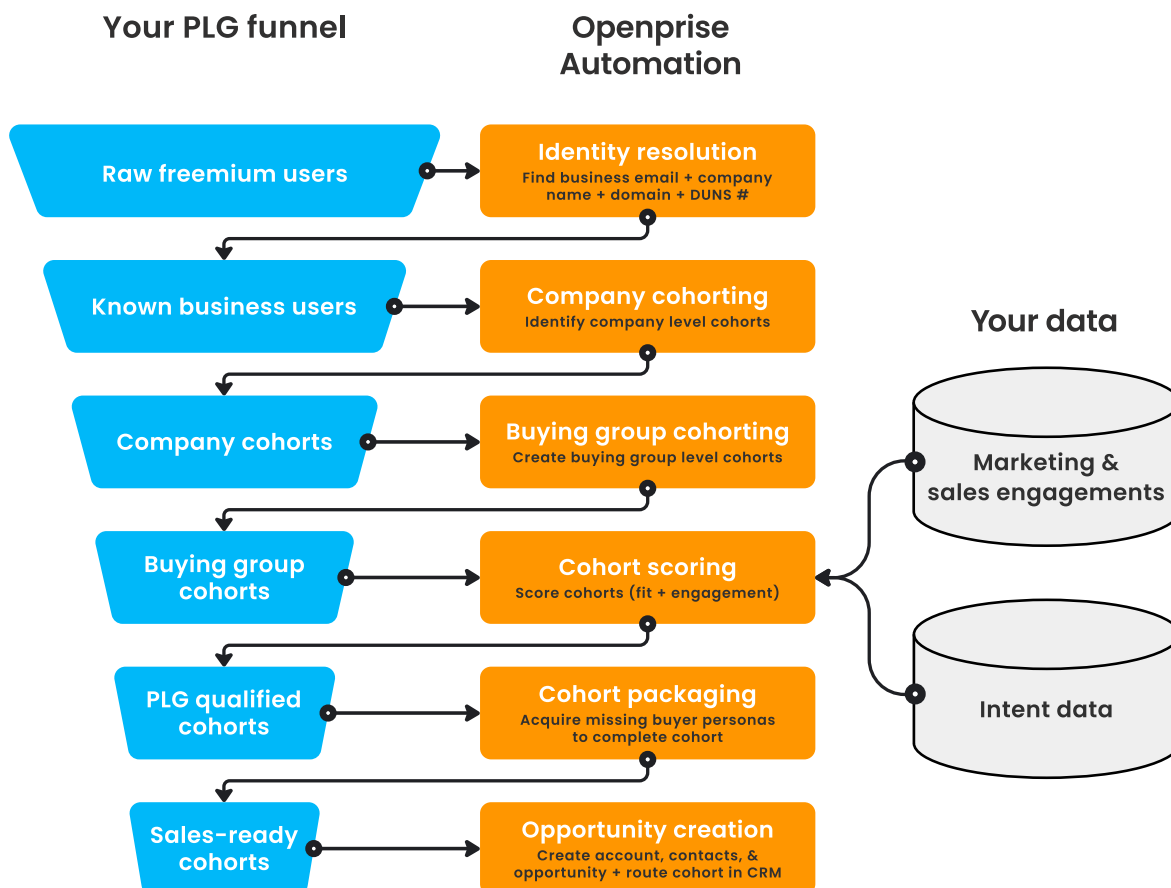 Your PLG funnel
Openprise
Automation
Raw freemium users
Identity resolution
Find business email + company
name + domain + DUNS #
Known business users
Company cohorting
Identify company level cohorts
Your data
Company cohorts
Buying group cohorting
Create buying group level cohorts
Marketing &
sales engagements
Buying group
cohorts
Cohort scoring
Score cohorts (fit + engagement)
PLG qualified
cohorts
Cohort packaging
Acquire missing buyer personas
to complete cohort
Intent data
Sales-ready
cohorts
Opportunity creation
Create account, contacts, &
opportunity + route cohort in CRM